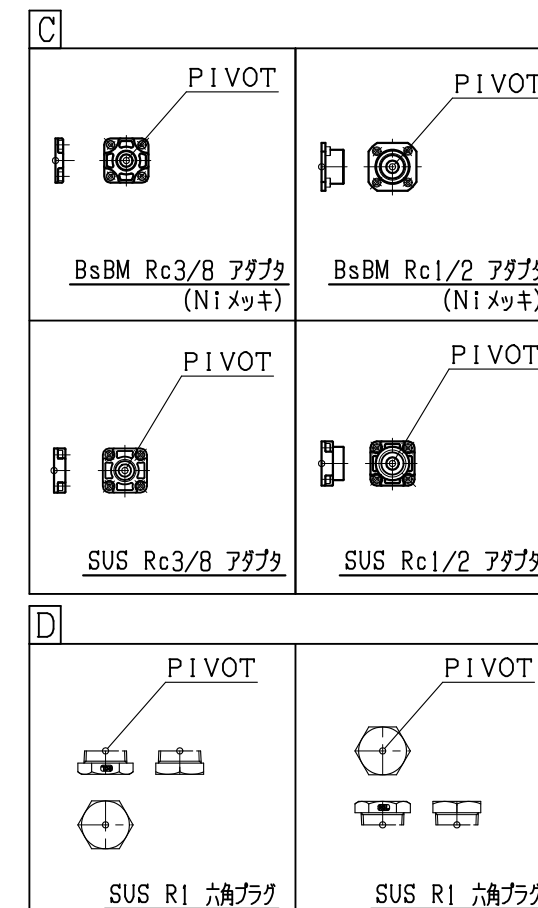 C
PIVOT
PIVOT
BsBM Rc3/8 アダプタ
(Niメッキ)
BsBM Rc1/2 アダプタ
(Niメッキ)
PIVOT
PIVOT
SUS Rc3/8 アダプタ
SUS Rc1/2 アダプタ
D
PIVOT
PIVOT
SUS R1 六角プラグ
SUS R1 六角プラグ